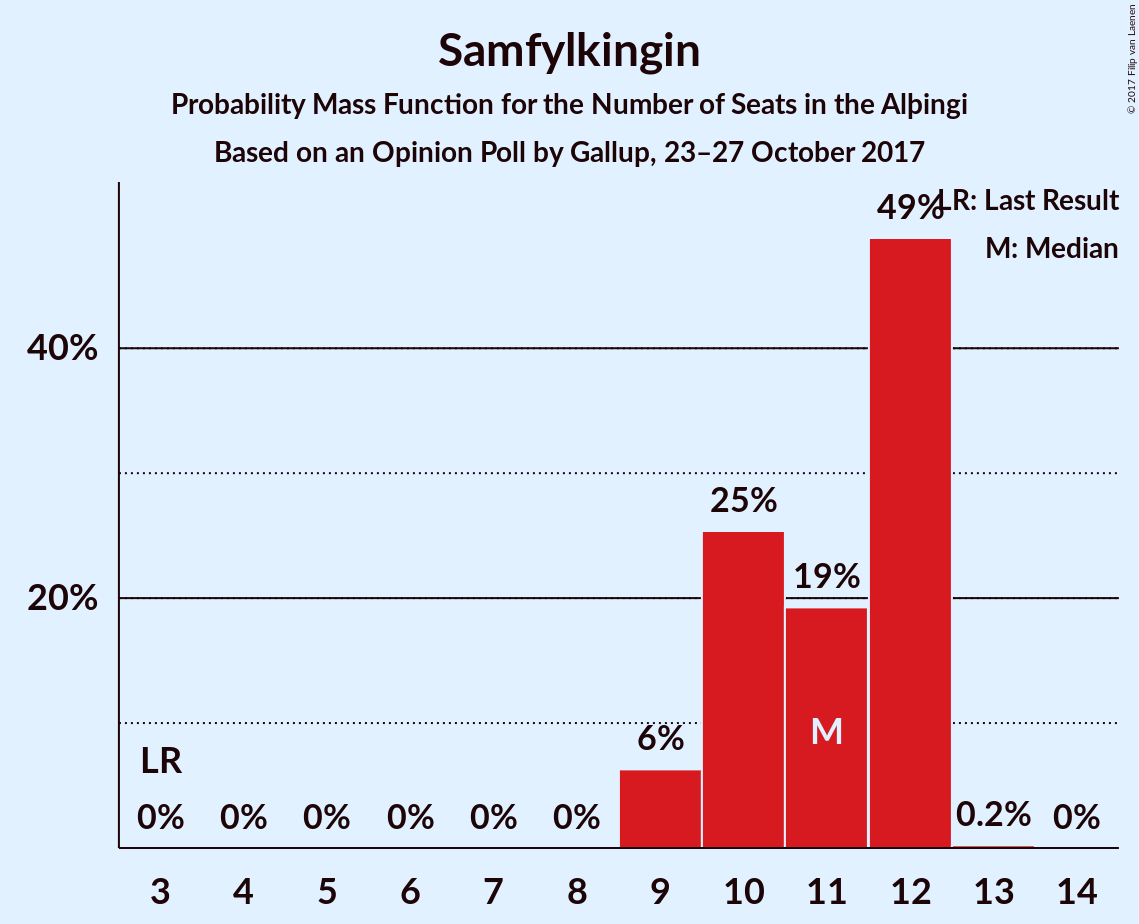 Samfylkingin
Probability Mass Function for the Number of Seats in the Alþingi
Based on an Opinion Poll by Gallup, 23–27 October 2017
© 2017 Filip van Laenen
LR: Last Result
M: Median
49%
40%
25%
19%
20%
M
6%
LR
0% 0% 0% 0% 0% 0% 0.2% 0%
3 4 5 6 7 8 9 10 11 12 13 14